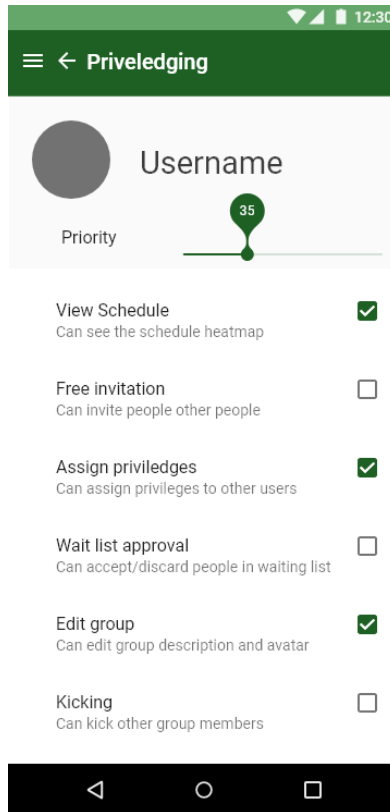 12:30
Priveledging
Username
35
Priority
View Schedule
Can see the schedule heatmap
Free invitation
Can invite people other people
Assign priviledges
Can assign privileges to other users
Wait list approval
Can accept/discard people in waiting list
Edit group
Can edit group description and avatar
Kicking
Can kick other group members